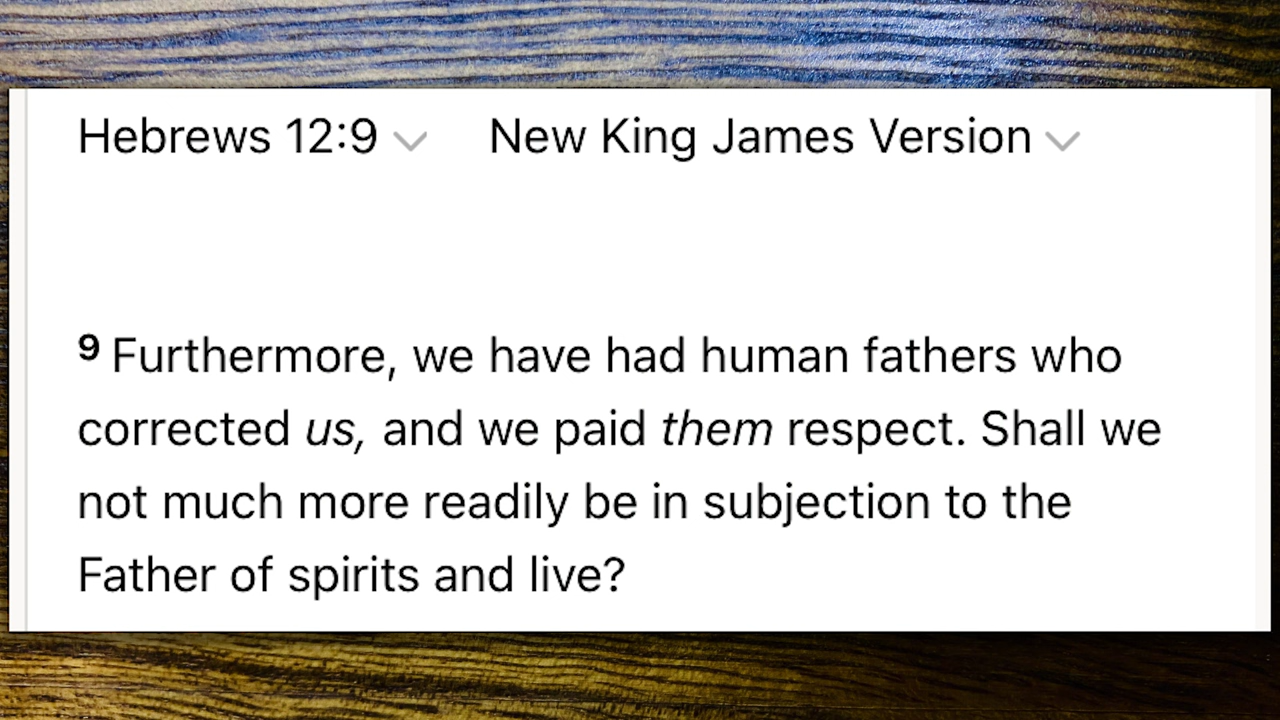 Hebrews 12:9 New King James Version
9 Furthermore, we have had human fathers who
corrected us, and we paid them respect. Shall we
not much more readily be in subjection to the
Father of spirits and live?